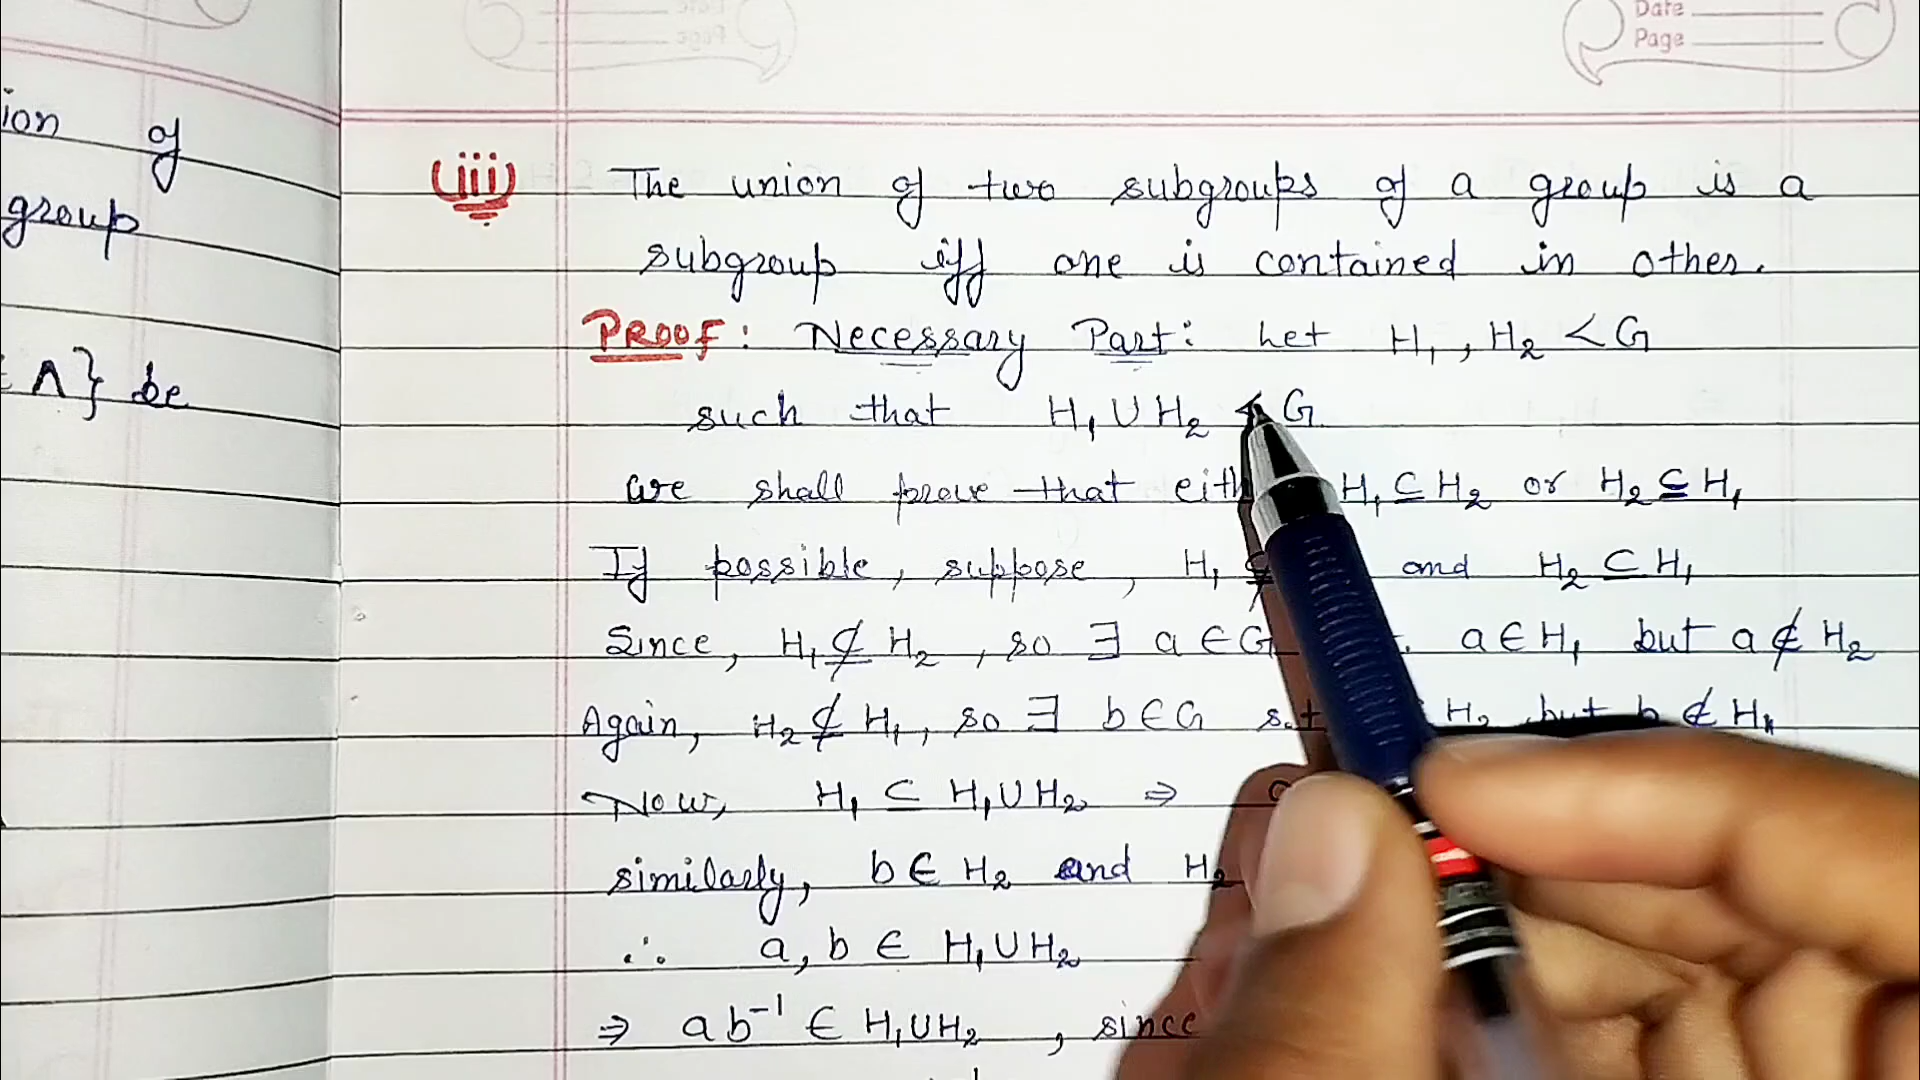 Date
Page
ion of
group
Λ} be
(iii) The union of two subgroups of a group is a
subgroup iff one is contained in other.
PROOF: Necessary Part: Let H₁, H₂ < G
such that H₁ ∪ H₂ < G
we shall prove that eith H₁ ⊆ H₂ or H₂ ⊆ H₁
If possible, suppose, H₁ ⊈ and H₂ ⊆ H₁
Since, H₁ ⊈ H₂, so ∃ a ∈ G a ∈ H₁ but a ∉ H₂
Again, H₂ ⊈ H₁, so ∃ b ∈ G s.t H₂ but b ∉ H₁
Now, H₁ ⊆ H₁ ∪ H₂ ⇒
similarly, b ∈ H₂ and H₂
∴ a, b ∈ H₁ ∪ H₂
⇒ ab⁻¹ ∈ H₁ ∪ H₂ , since